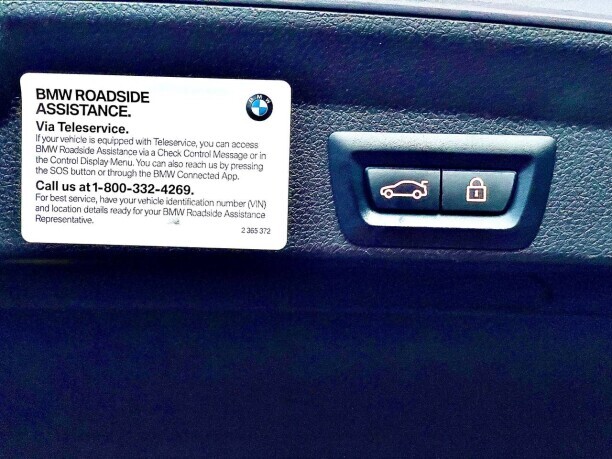 BMW ROADSIDE
ASSISTANCE.
Via Teleservice.
If your vehicle is equipped with Teleservice, you can access
BMW Roadside Assistance via a Check Control Message or in
the Control Display Menu. You can also reach us by pressing
the SOS button or through the BMW Connected App.
Call us at 1-800-332-4269.
For best service, have your vehicle identification number (VIN)
and location details ready for your BMW Roadside Assistance
Representative.
2 365 372
BMW